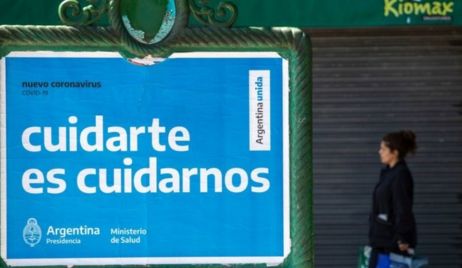 Kiomax
nuevo coronavirus
COVID-19
Argentina unida
cuidarte
es cuidarnos
Argentina
Presidencia
Ministerio
de Salud